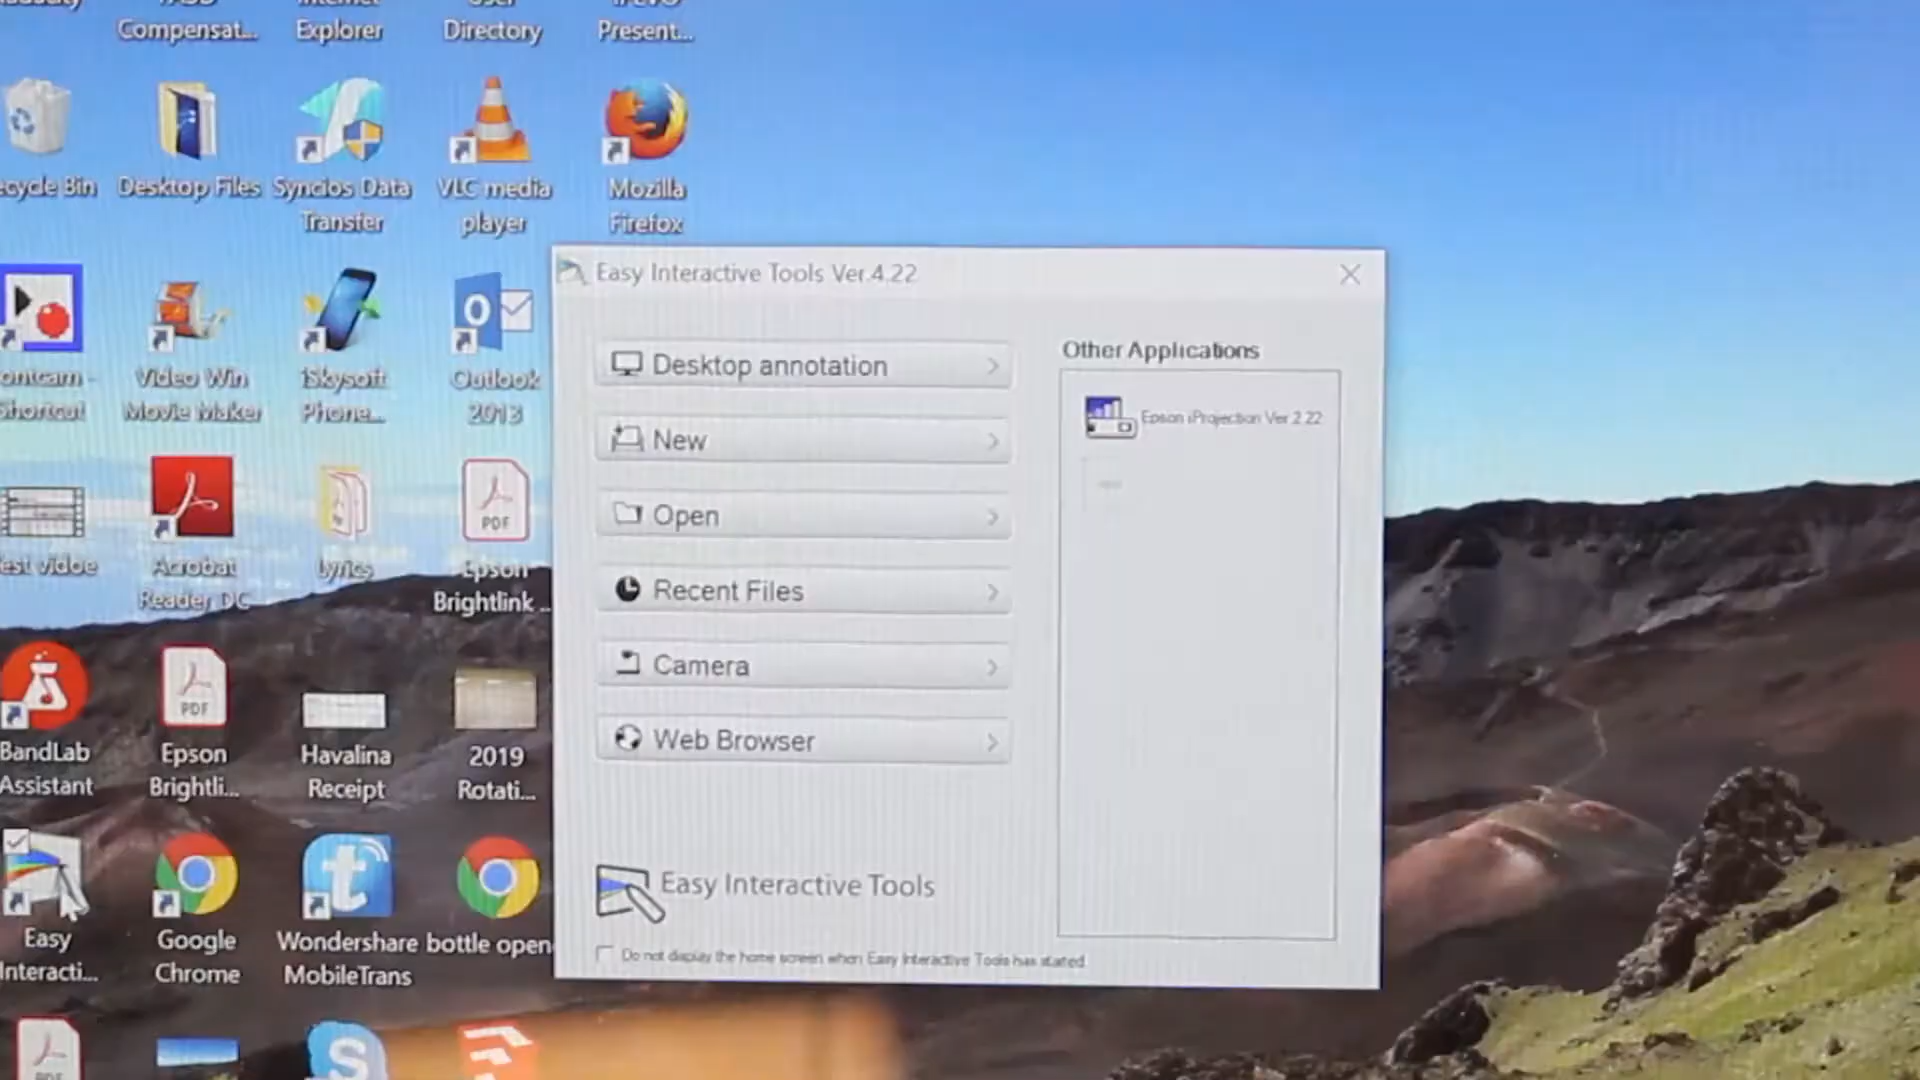 Compensat...
Explorer
Directory
Present...
Desktop Files
Syncios Data
Transfer
VLC media
player
Mozilla
Firefox
Easy Interactive Tools Ver.4.22
Desktop annotation
New
Open
Recent Files
Camera
Web Browser
Other Applications
Epson iProjection Ver 2.22
Easy Interactive Tools
Do not display the home screen when Easy Interactive Tools has started
Video Win
Movie Maker
iSkysoft
Phone...
Outlook
2013
Acrobat
Reader DC
Lyrics
PDF
Epson
Brightlink ...
BandLab
Assistant
PDF
Epson
Brightli...
Havalina
Receipt
2019
Rotati...
Easy
Interacti...
Google
Chrome
Wondershare
MobileTrans
bottle open